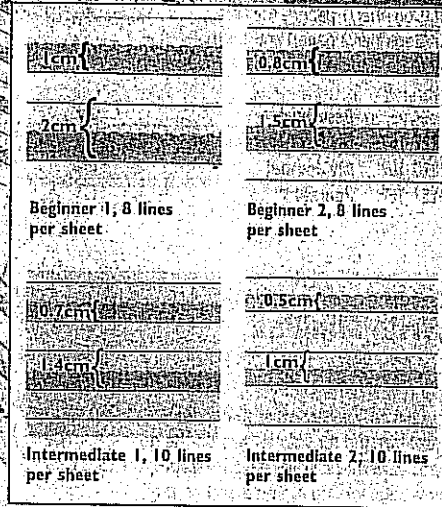 1cm
2cm
Beginner 1, 8 lines
per sheet
0.8cm
1.5cm
Beginner 2, 8 lines
per sheet
0.7cm
1.4cm
Intermediate 1, 10 lines
per sheet
0.5cm
1cm
Intermediate 2, 10 lines
per sheet